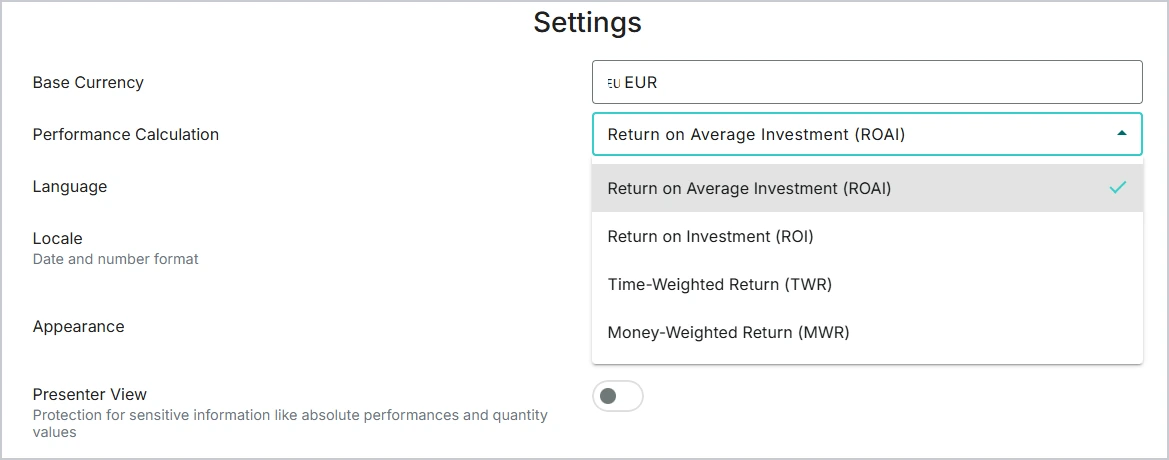 Settings
Base Currency
EU EUR
Performance Calculation
Return on Average Investment (ROAI)
Return on Average Investment (ROAI)
Return on Investment (ROI)
Time-Weighted Return (TWR)
Money-Weighted Return (MWR)
Language
Locale
Date and number format
Appearance
Presenter View
Protection for sensitive information like absolute performances and quantity
values